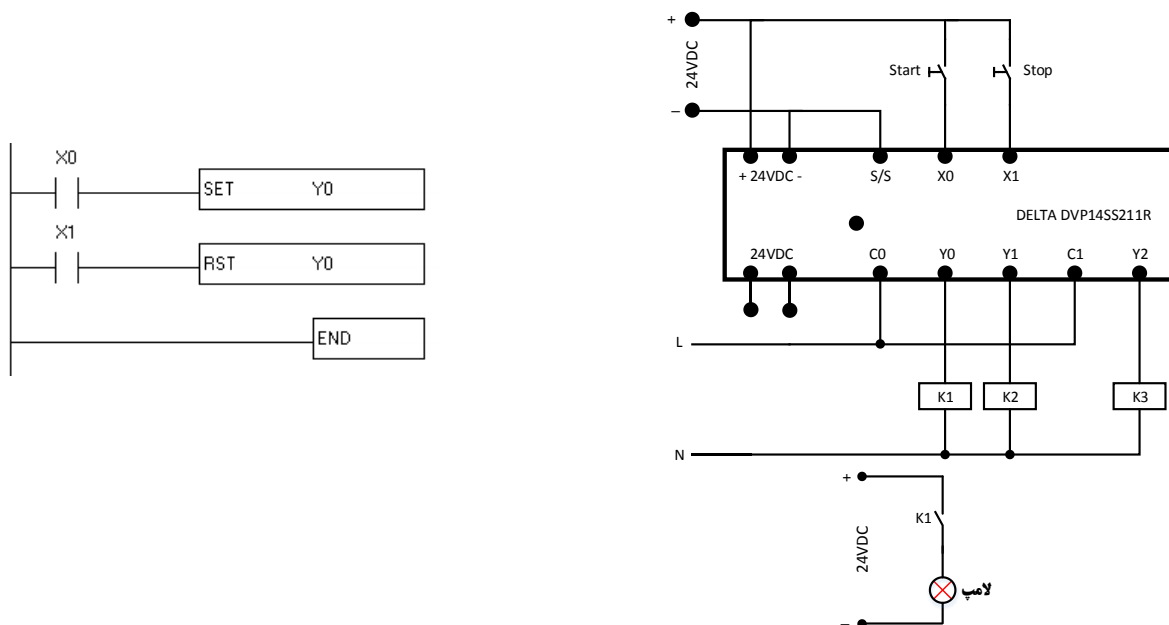 X0
SET Y0
X1
RST Y0
END
+
24VDC
–
Start
Stop
+ 24VDC -
S/S
X0
X1
DELTA DVP14SS211R
24VDC
C0
Y0
Y1
C1
Y2
L
K1
K2
K3
N
+
K1
24VDC
لامپ
–